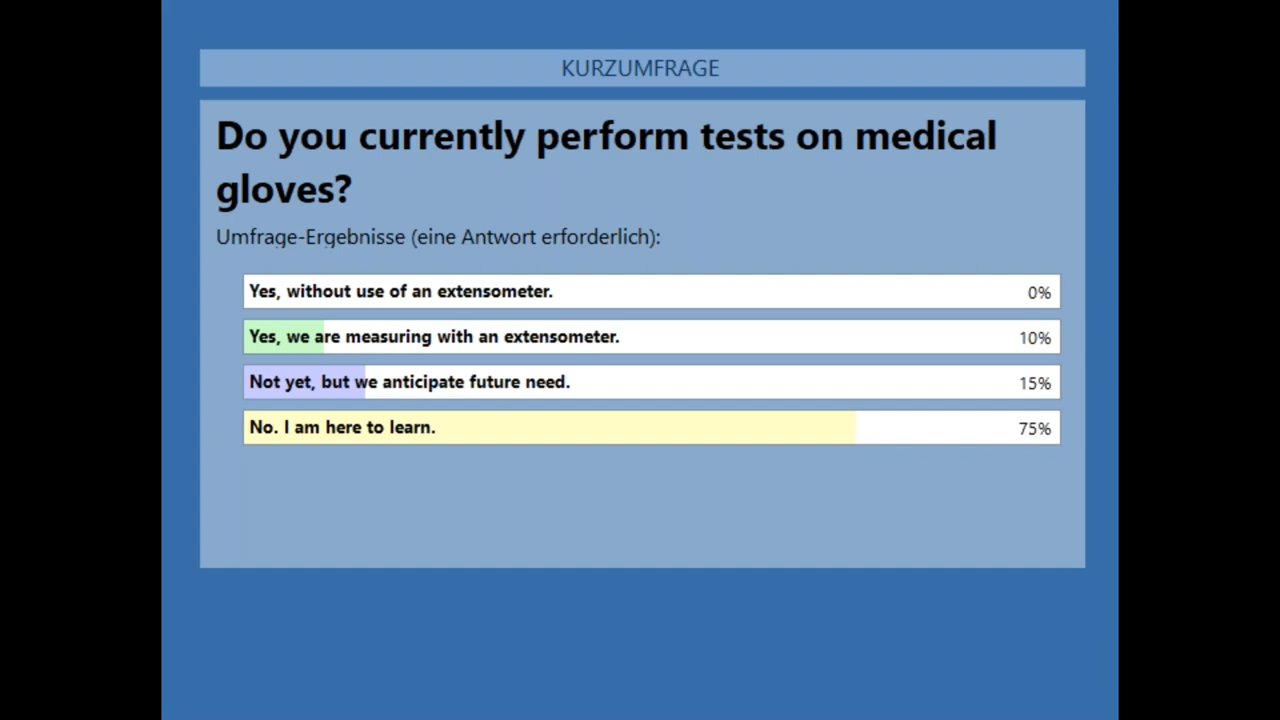 KURZUMFRAGE
Do you currently perform tests on medical
gloves?
Umfrage-Ergebnisse (eine Antwort erforderlich):
Yes, without use of an extensometer. 0%
Yes, we are measuring with an extensometer. 10%
Not yet, but we anticipate future need. 15%
No. I am here to learn. 75%